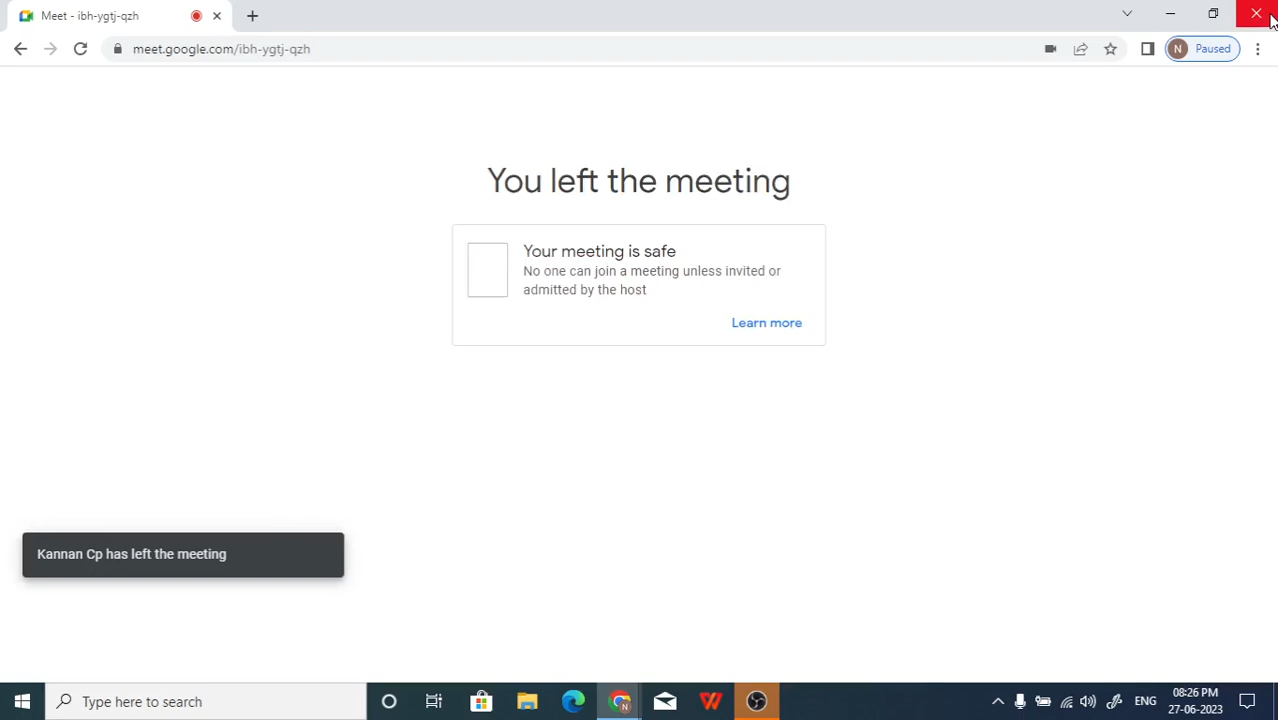 Meet - ibh-ygtj-qzh
meet.google.com/ibh-ygtj-qzh
N Paused
You left the meeting
Your meeting is safe
No one can join a meeting unless invited or
admitted by the host
Learn more
Kannan Cp has left the meeting
Type here to search
N
W
ENG
08:26 PM
27-06-2023